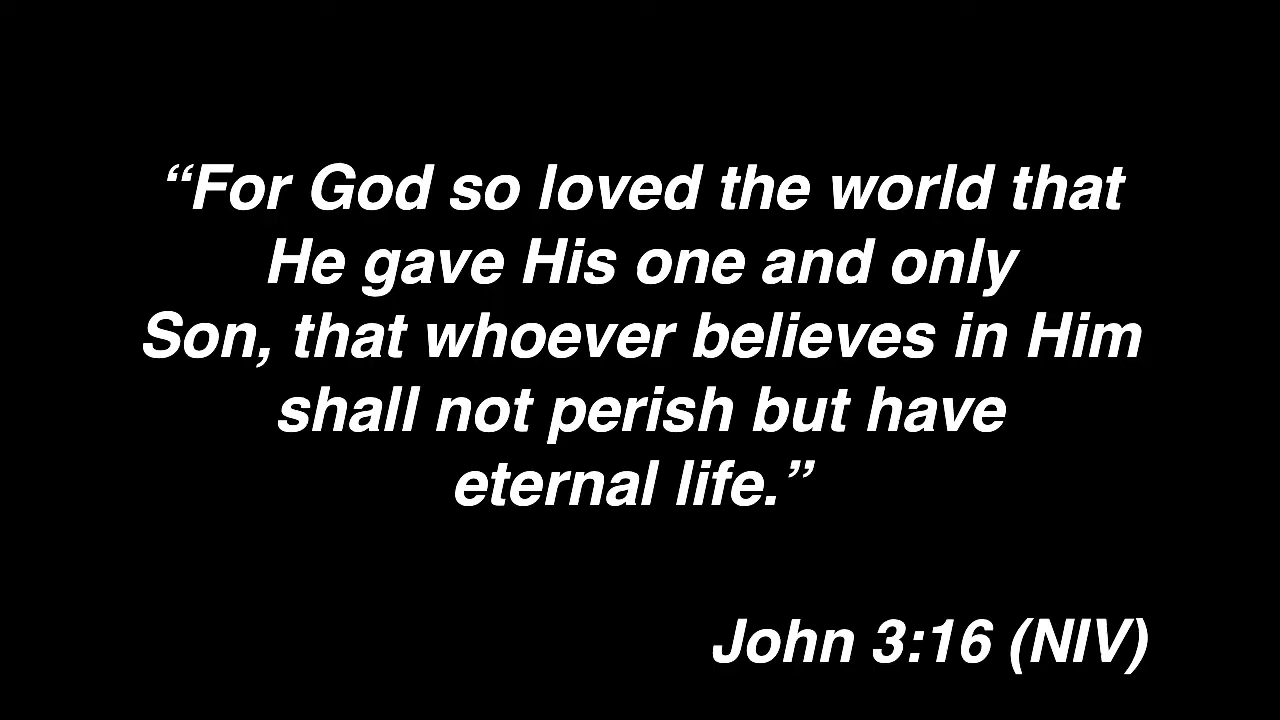 “For God so loved the world that
He gave His one and only
Son, that whoever believes in Him
shall not perish but have
eternal life.”
John 3:16 (NIV)